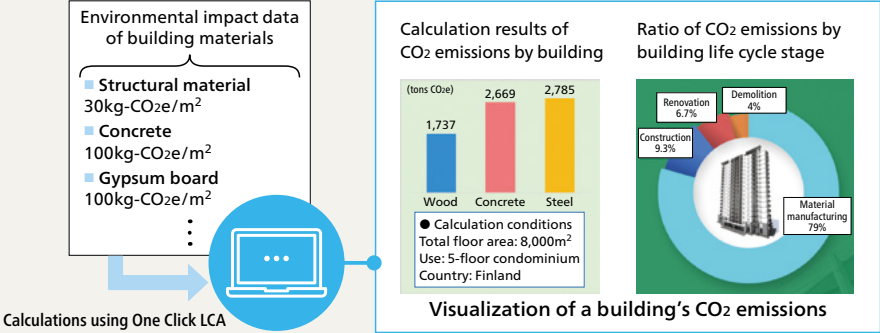 Environmental impact data
of building materials
■ Structural material
30kg-CO2e/m²
■ Concrete
100kg-CO2e/m²
■ Gypsum board
100kg-CO2e/m²
Calculations using One Click LCA
Calculation results of
CO2 emissions by building
(tons CO2e)
1,737
2,669
2,785
Wood
Concrete
Steel
● Calculation conditions
Total floor area: 8,000m²
Use: 5-floor condominium
Country: Finland
Ratio of CO2 emissions by
building life cycle stage
Demolition
4%
Renovation
6.7%
Construction
9.3%
Material
manufacturing
79%
Visualization of a building’s CO2 emissions